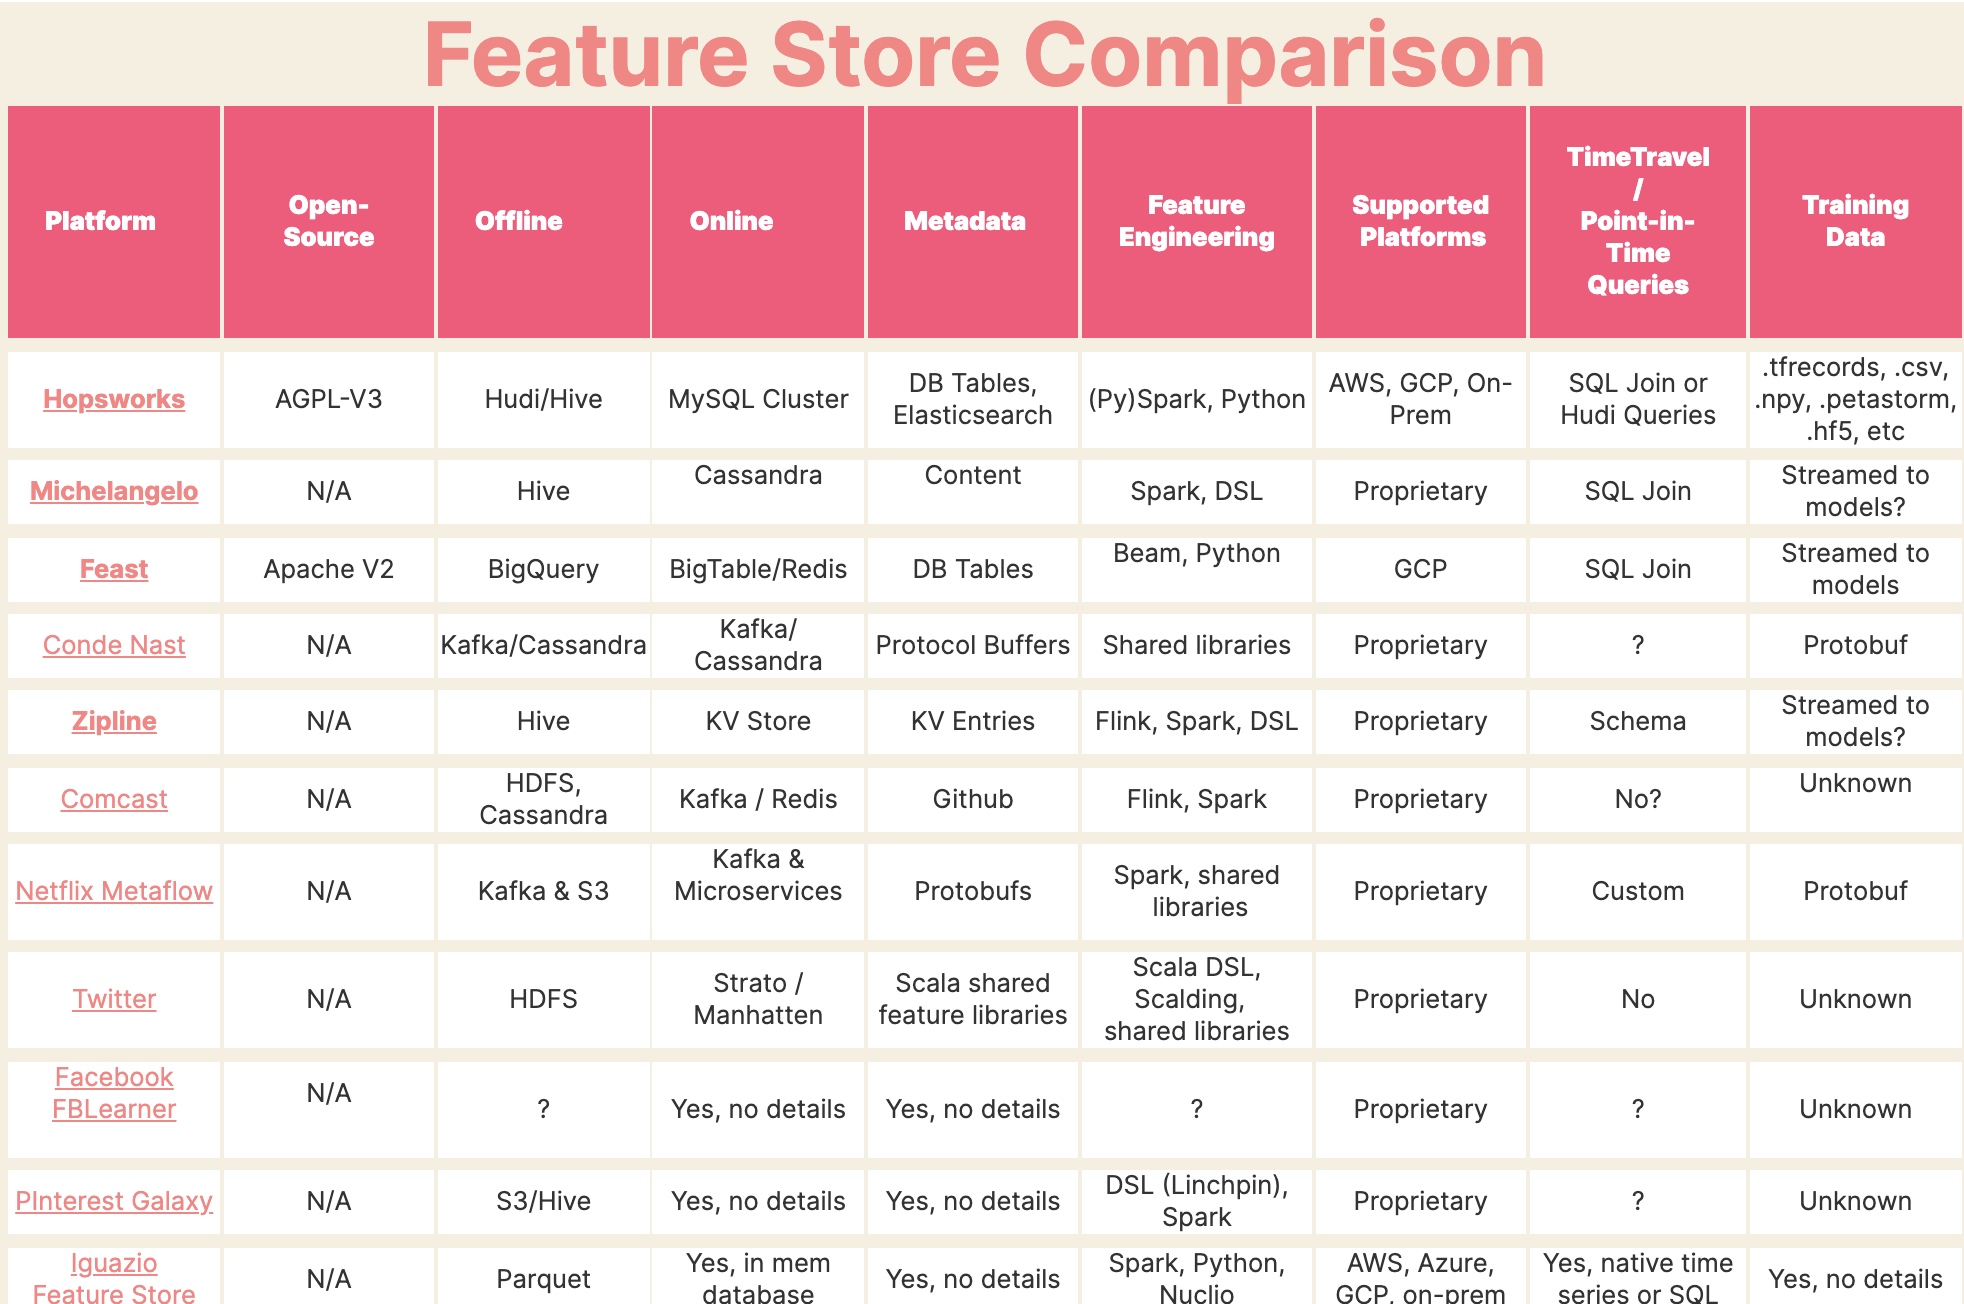 Feature Store Comparison
Platform
Open-
Source
Offline
Online
Metadata
Feature
Engineering
Supported
Platforms
TimeTravel
/
Point-in-
Time
Queries
Training
Data
Hopsworks
AGPL-V3
Hudi/Hive
MySQL Cluster
DB Tables,
Elasticsearch
(Py)Spark, Python
AWS, GCP, On-
Prem
SQL Join or
Hudi Queries
.tfrecords, .csv,
.npy, .petastorm,
.hf5, etc
Michelangelo
N/A
Hive
Cassandra
Content
Spark, DSL
Proprietary
SQL Join
Streamed to
models?
Feast
Apache V2
BigQuery
BigTable/Redis
DB Tables
Beam, Python
GCP
SQL Join
Streamed to
models
Conde Nast
N/A
Kafka/Cassandra
Kafka/
Cassandra
Protocol Buffers
Shared libraries
Proprietary
?
Protobuf
Zipline
N/A
Hive
KV Store
KV Entries
Flink, Spark, DSL
Proprietary
Schema
Streamed to
models?
Comcast
N/A
HDFS,
Cassandra
Kafka / Redis
Github
Flink, Spark
Proprietary
No?
Unknown
Netflix Metaflow
N/A
Kafka & S3
Kafka &
Microservices
Protobufs
Spark, shared
libraries
Proprietary
Custom
Protobuf
Twitter
N/A
HDFS
Strato /
Manhatten
Scala shared
feature libraries
Scala DSL,
Scalding,
shared libraries
Proprietary
No
Unknown
Facebook
FBLearner
N/A
?
Yes, no details
Yes, no details
?
Proprietary
?
Unknown
PInterest Galaxy
N/A
S3/Hive
Yes, no details
Yes, no details
DSL (Linchpin),
Spark
Proprietary
?
Unknown
Iguazio
Feature Store
N/A
Parquet
Yes, in mem
database
Yes, no details
Spark, Python,
Nuclio
AWS, Azure,
GCP, on-prem
Yes, native time
series or SQL
Yes, no details